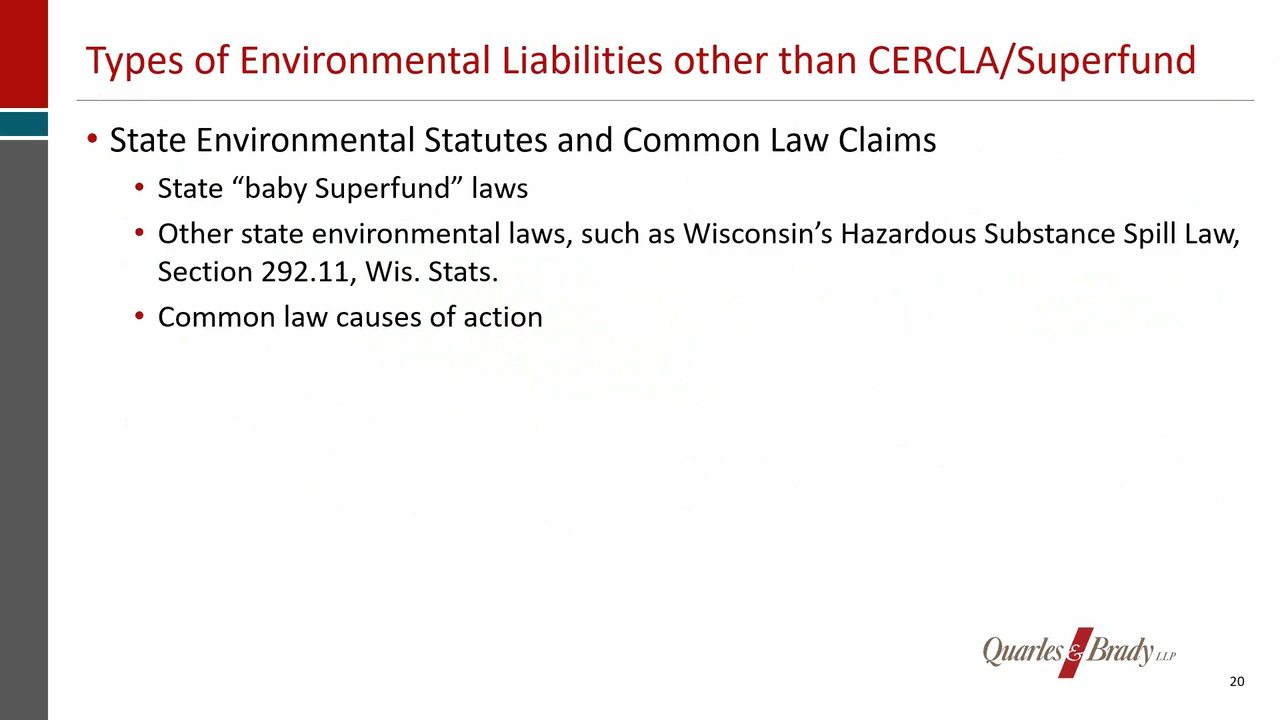 Types of Environmental Liabilities other than CERCLA/Superfund
• State Environmental Statutes and Common Law Claims
• State “baby Superfund” laws
• Other state environmental laws, such as Wisconsin’s Hazardous Substance Spill Law,
Section 292.11, Wis. Stats.
• Common law causes of action
Quarles & Brady LLP
20